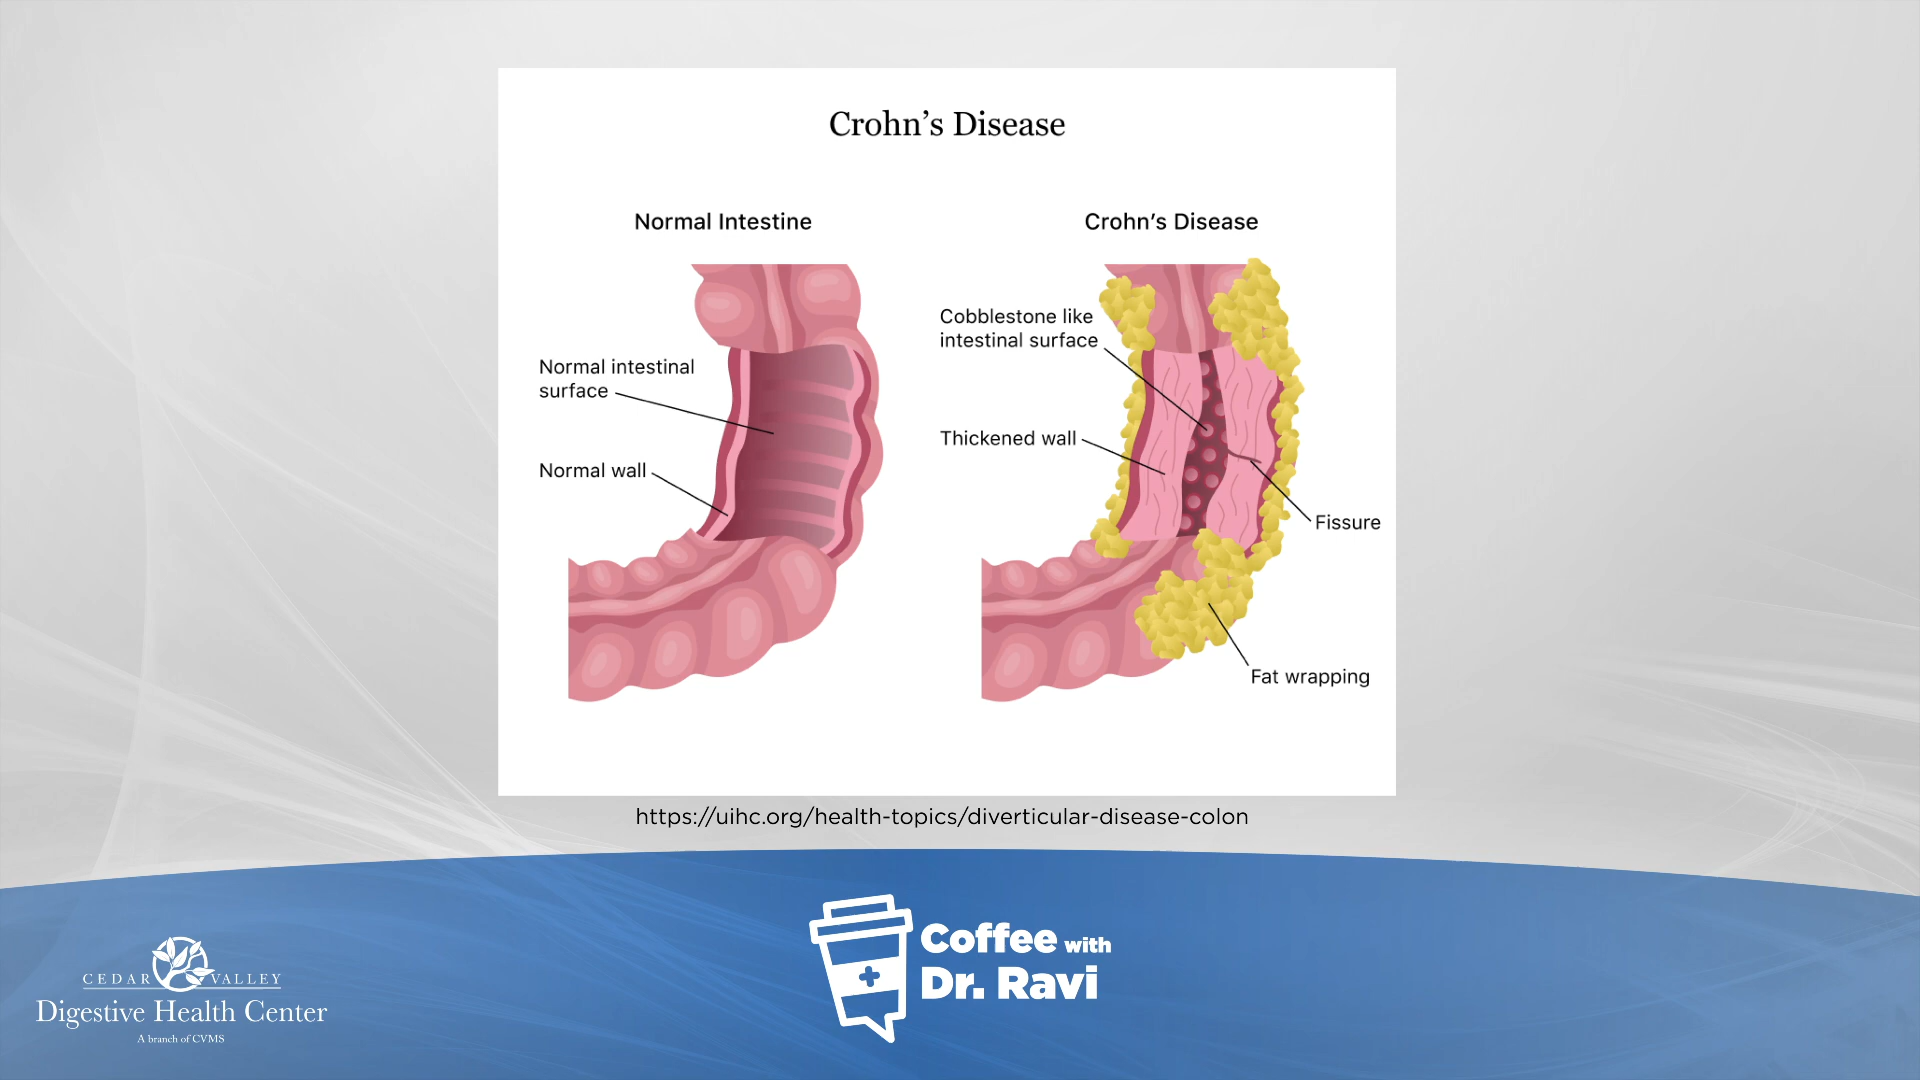 Crohn’s Disease
Normal Intestine
Crohn’s Disease
Normal intestinal
surface
Normal wall
Cobblestone like
intestinal surface
Thickened wall
Fissure
Fat wrapping
https://uihc.org/health-topics/diverticular-disease-colon
CEDAR VALLEY
Digestive Health Center
A branch of CVMS
Coffee with
Dr. Ravi